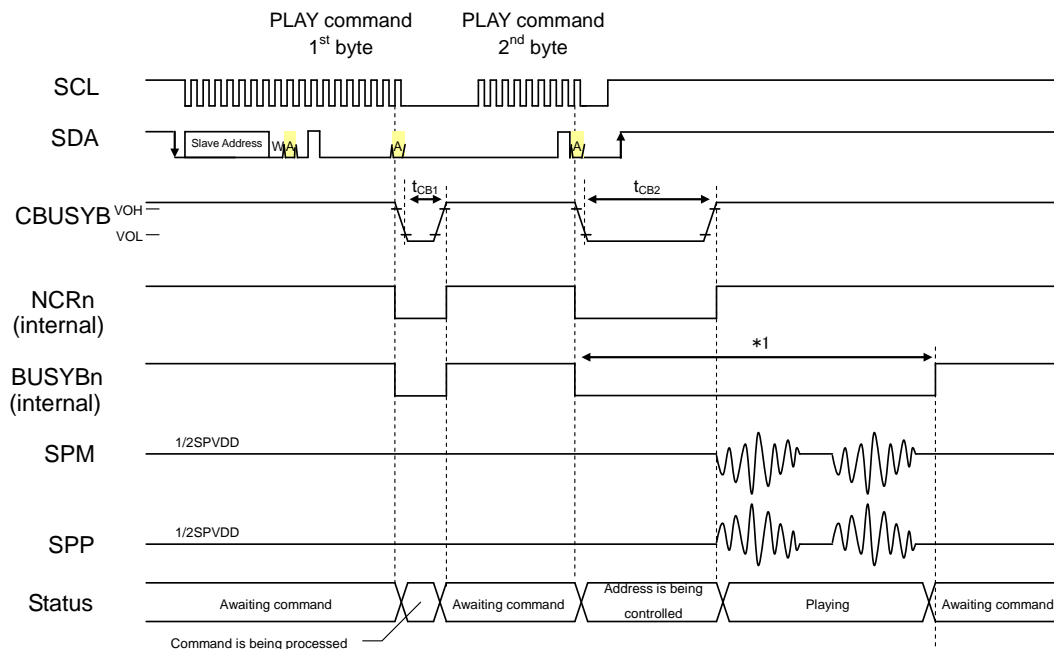 PLAY command
1st byte
PLAY command
2nd byte
SCL
SDA
Slave Address
W
A
A
A
CBUSYB
VOH
VOL
tCB1
tCB2
NCRn
(internal)
BUSYBn
(internal)
*1
SPM
1/2SPVDD
SPP
1/2SPVDD
Status
Awaiting command
Awaiting command
Address is being
controlled
Playing
Awaiting command
Command is being processed